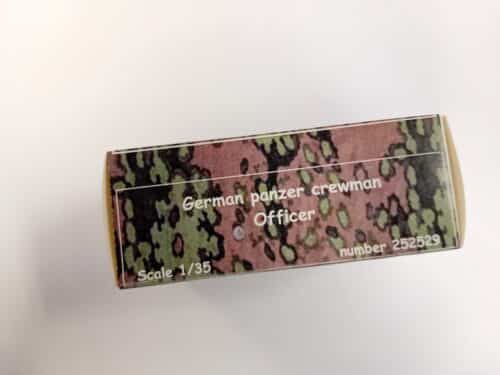 German panzer crewman
Officer
Scale 1/35
number 252529